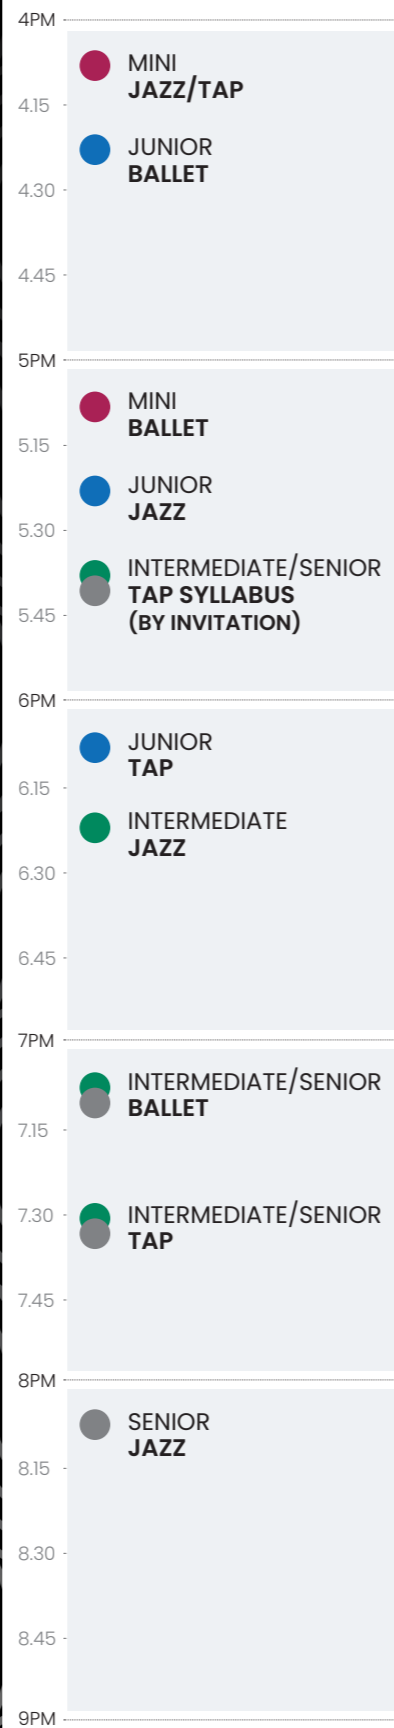 4PM
MINI
JAZZ/TAP
4.15
JUNIOR
BALLET
4.30
4.45
5PM
MINI
BALLET
5.15
JUNIOR
JAZZ
5.30
INTERMEDIATE/SENIOR
TAP SYLLABUS
5.45
(BY INVITATION)
6PM
JUNIOR
TAP
6.15
INTERMEDIATE
JAZZ
6.30
6.45
7PM
INTERMEDIATE/SENIOR
BALLET
7.15
7.30
INTERMEDIATE/SENIOR
TAP
7.45
8PM
SENIOR
JAZZ
8.15
8.30
8.45
9PM